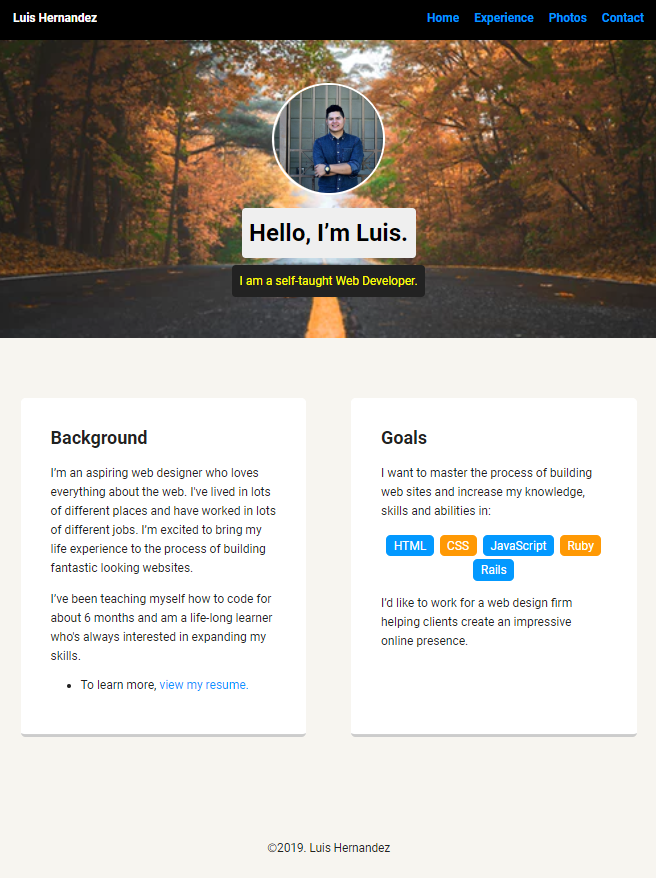 Luis Hernandez Home Experience Photos Contact
Hello, I’m Luis.
I am a self-taught Web Developer.
Background
I’m an aspiring web designer who loves
everything about the web. I've lived in lots
of different places and have worked in lots
of different jobs. I’m excited to bring my
life experience to the process of building
fantastic looking websites.
I’ve been teaching myself how to code for
about 6 months and am a life-long learner
who's always interested in expanding my
skills.
• To learn more, view my resume.
Goals
I want to master the process of building
web sites and increase my knowledge,
skills and abilities in:
HTML CSS JavaScript Ruby
Rails
I’d like to work for a web design firm
helping clients create an impressive
online presence.
©2019. Luis Hernandez